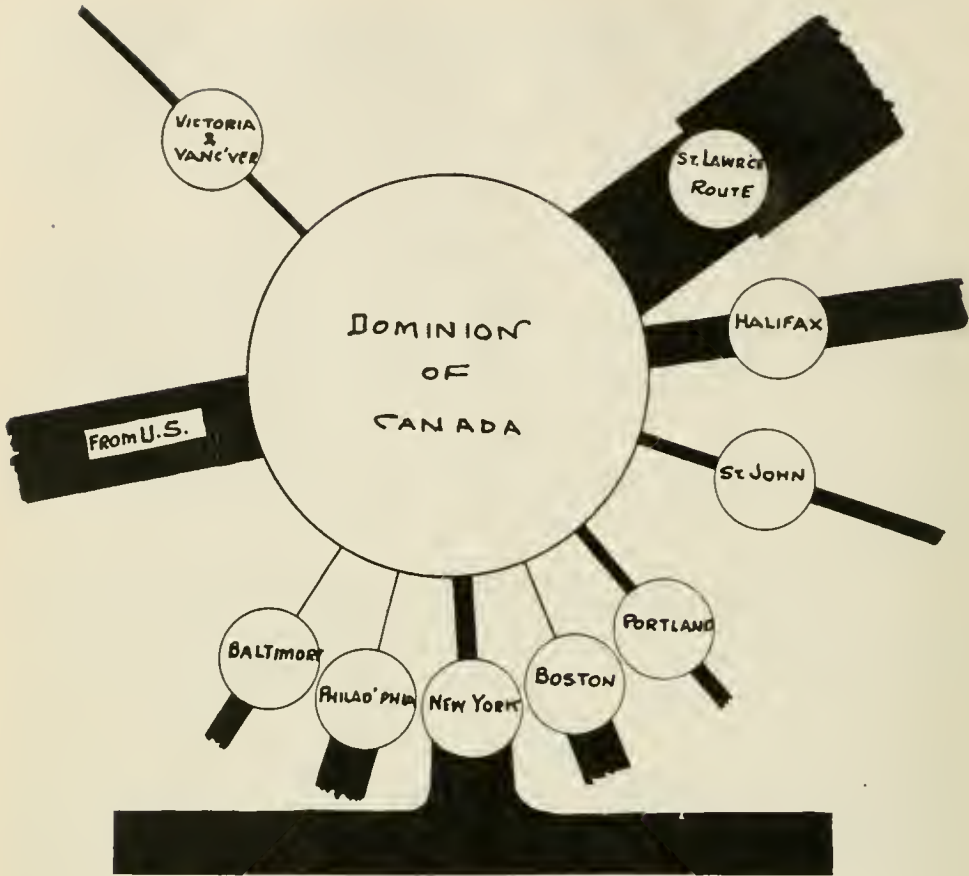 VICTORIA
&
VANC'VER
ST. LAWR'CE
ROUTE
DOMINION
OF
CANADA
HALIFAX
FROM U.S.
ST. JOHN
PORTLAND
BALTIMORE
BOSTON
PHILAD'PHIA
NEW YORK